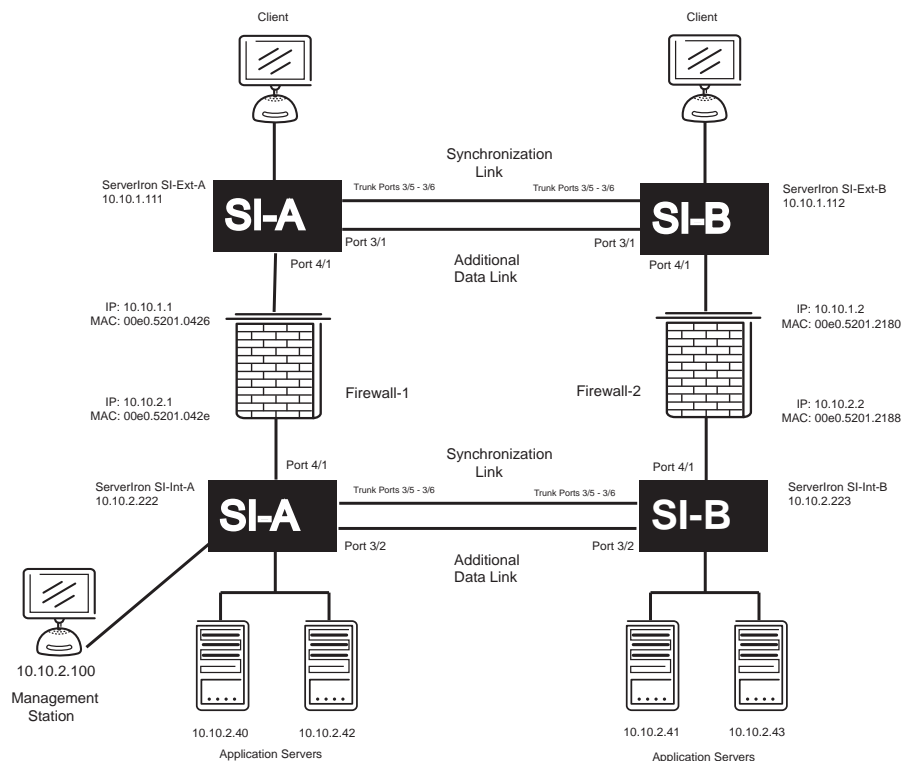 Client
Client
Synchronization
Link
ServerIron SI-Ext-A
10.10.1.111
SI-A
Trunk Ports 3/5 - 3/6
Trunk Ports 3/5 - 3/6
SI-B
ServerIron SI-Ext-B
10.10.1.112
Port 3/1
Port 3/1
Port 4/1
Additional
Data Link
Port 4/1
IP: 10.10.1.1
MAC: 00e0.5201.0426
IP: 10.10.1.2
MAC: 00e0.5201.2180
Firewall-1
Firewall-2
IP: 10.10.2.1
MAC: 00e0.5201.042e
IP: 10.10.2.2
MAC: 00e0.5201.2188
Port 4/1
Synchronization
Link
Port 4/1
ServerIron SI-Int-A
10.10.2.222
SI-A
Trunk Ports 3/5 - 3/6
Trunk Ports 3/5 - 3/6
SI-B
ServerIron SI-Int-B
10.10.2.223
Port 3/2
Port 3/2
Additional
Data Link
10.10.2.100
Management
Station
10.10.2.40
10.10.2.42
Application Servers
10.10.2.41
10.10.2.43
Application Servers